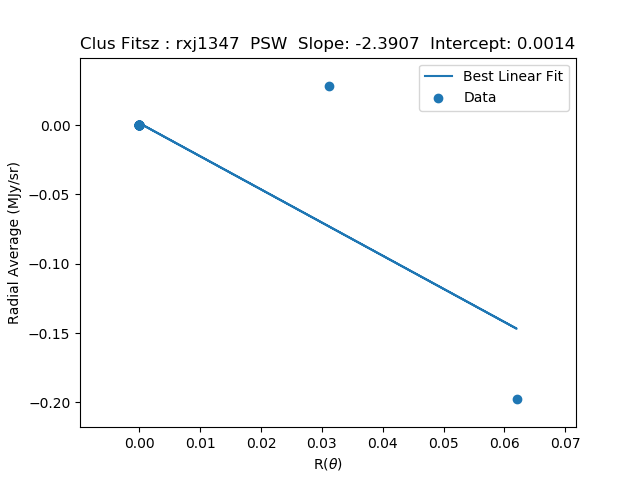 Clus Fitsz : rxj1347  PSW  Slope: -2.3907  Intercept: 0.0014
Best Linear Fit
Data
0.00
−0.05
−0.10
−0.15
−0.20
Radial Average (MJy/sr)
0.00 0.01 0.02 0.03 0.04 0.05 0.06 0.07
R(θ)